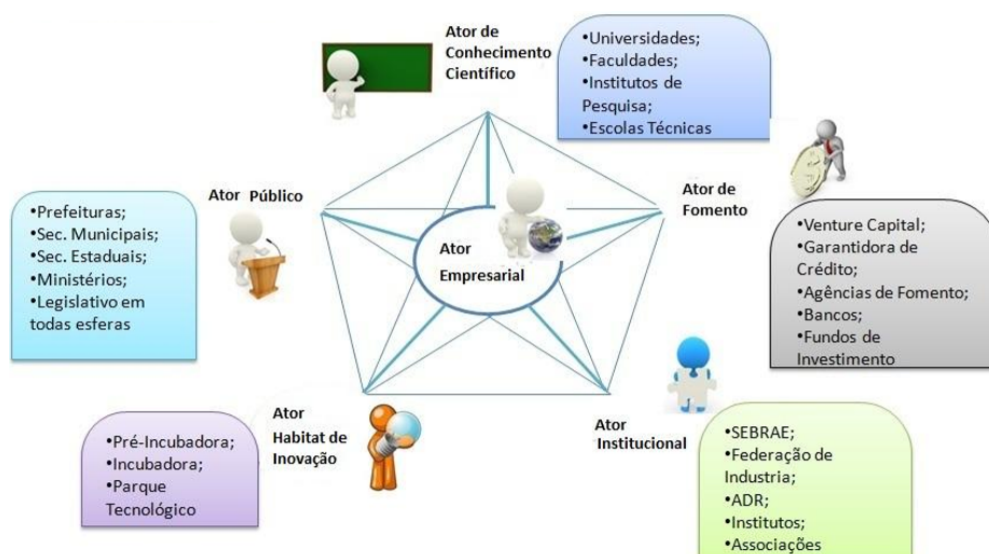 Ator de
Conhecimento
Científico
•Universidades;
•Faculdades;
•Institutos de
Pesquisa;
•Escolas Técnicas
Ator Público
•Prefeituras;
•Sec. Municipais;
•Sec. Estaduais;
•Ministérios;
•Legislativo em
todas esferas
Ator de
Fomento
•Venture Capital;
•Garantidora de
Crédito;
•Agências de Fomento;
•Bancos;
•Fundos de
Investimento
Ator
Empresarial
Ator
Habitat de
Inovação
•Pré-Incubadora;
•Incubadora;
•Parque
Tecnológico
Ator
Institucional
•SEBRAE;
•Federação de
Industria;
•ADR;
•Institutos;
•Associações